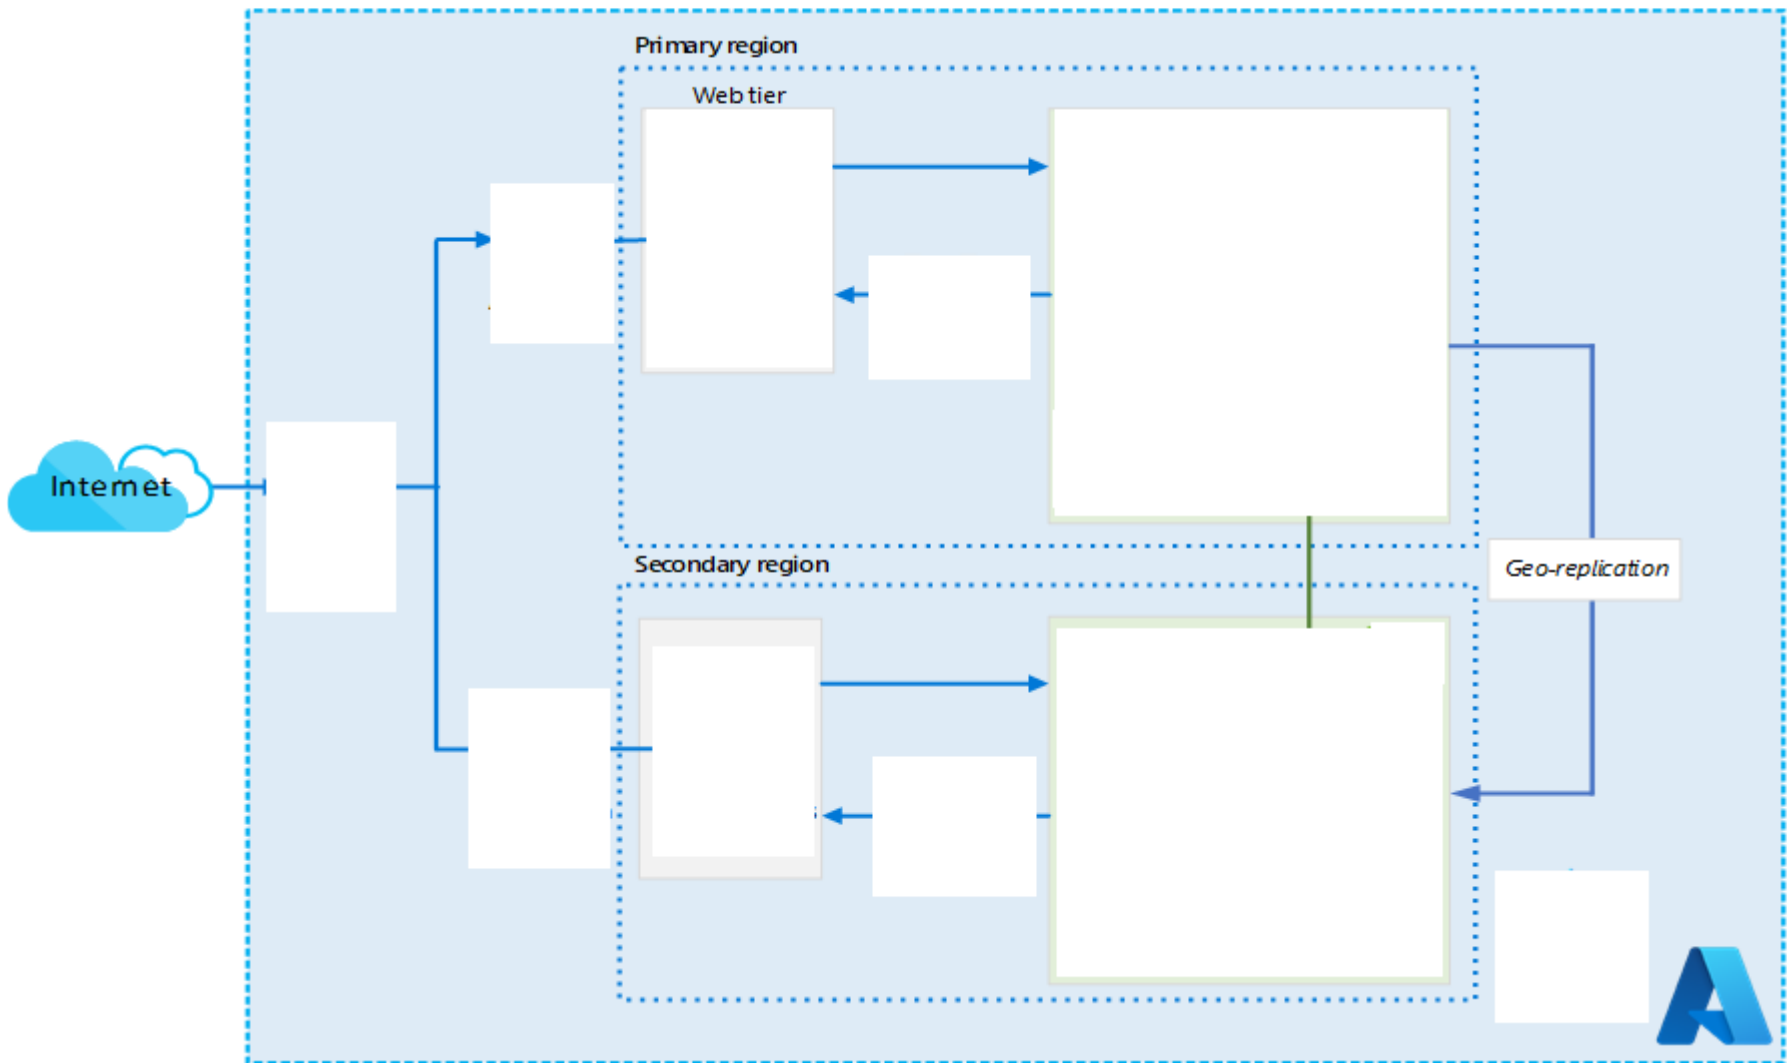 Primary region
Web tier
Internet
Secondary region
Geo-replication